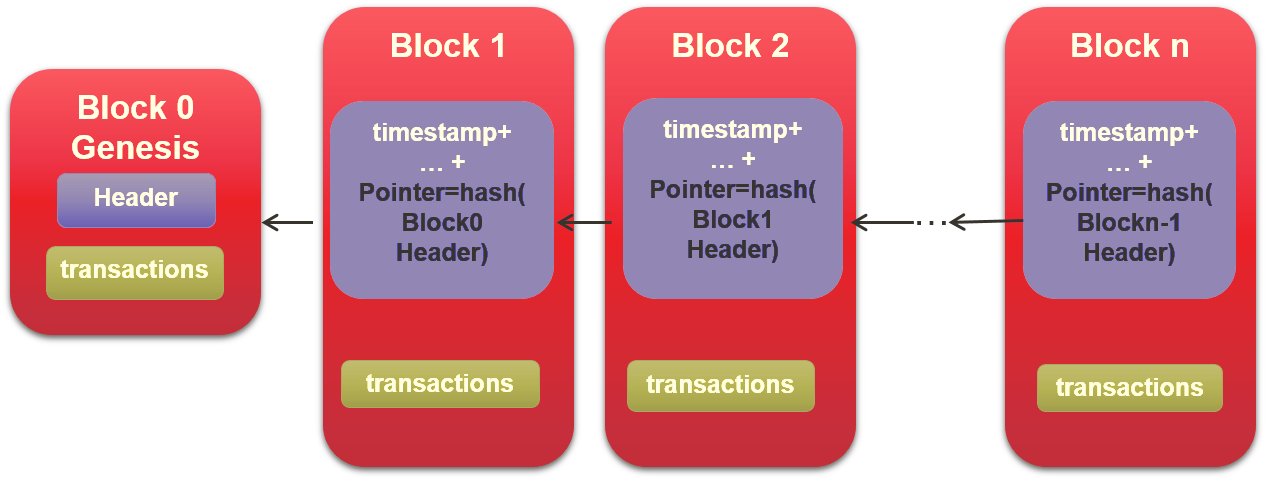 Block 0
Genesis
Header
transactions
Block 1
timestamp+
... +
Pointer=hash(
Block0
Header)
transactions
Block 2
timestamp+
... +
Pointer=hash(
Block1
Header)
transactions
...
Block n
timestamp+
... +
Pointer=hash(
Blockn-1
Header)
transactions